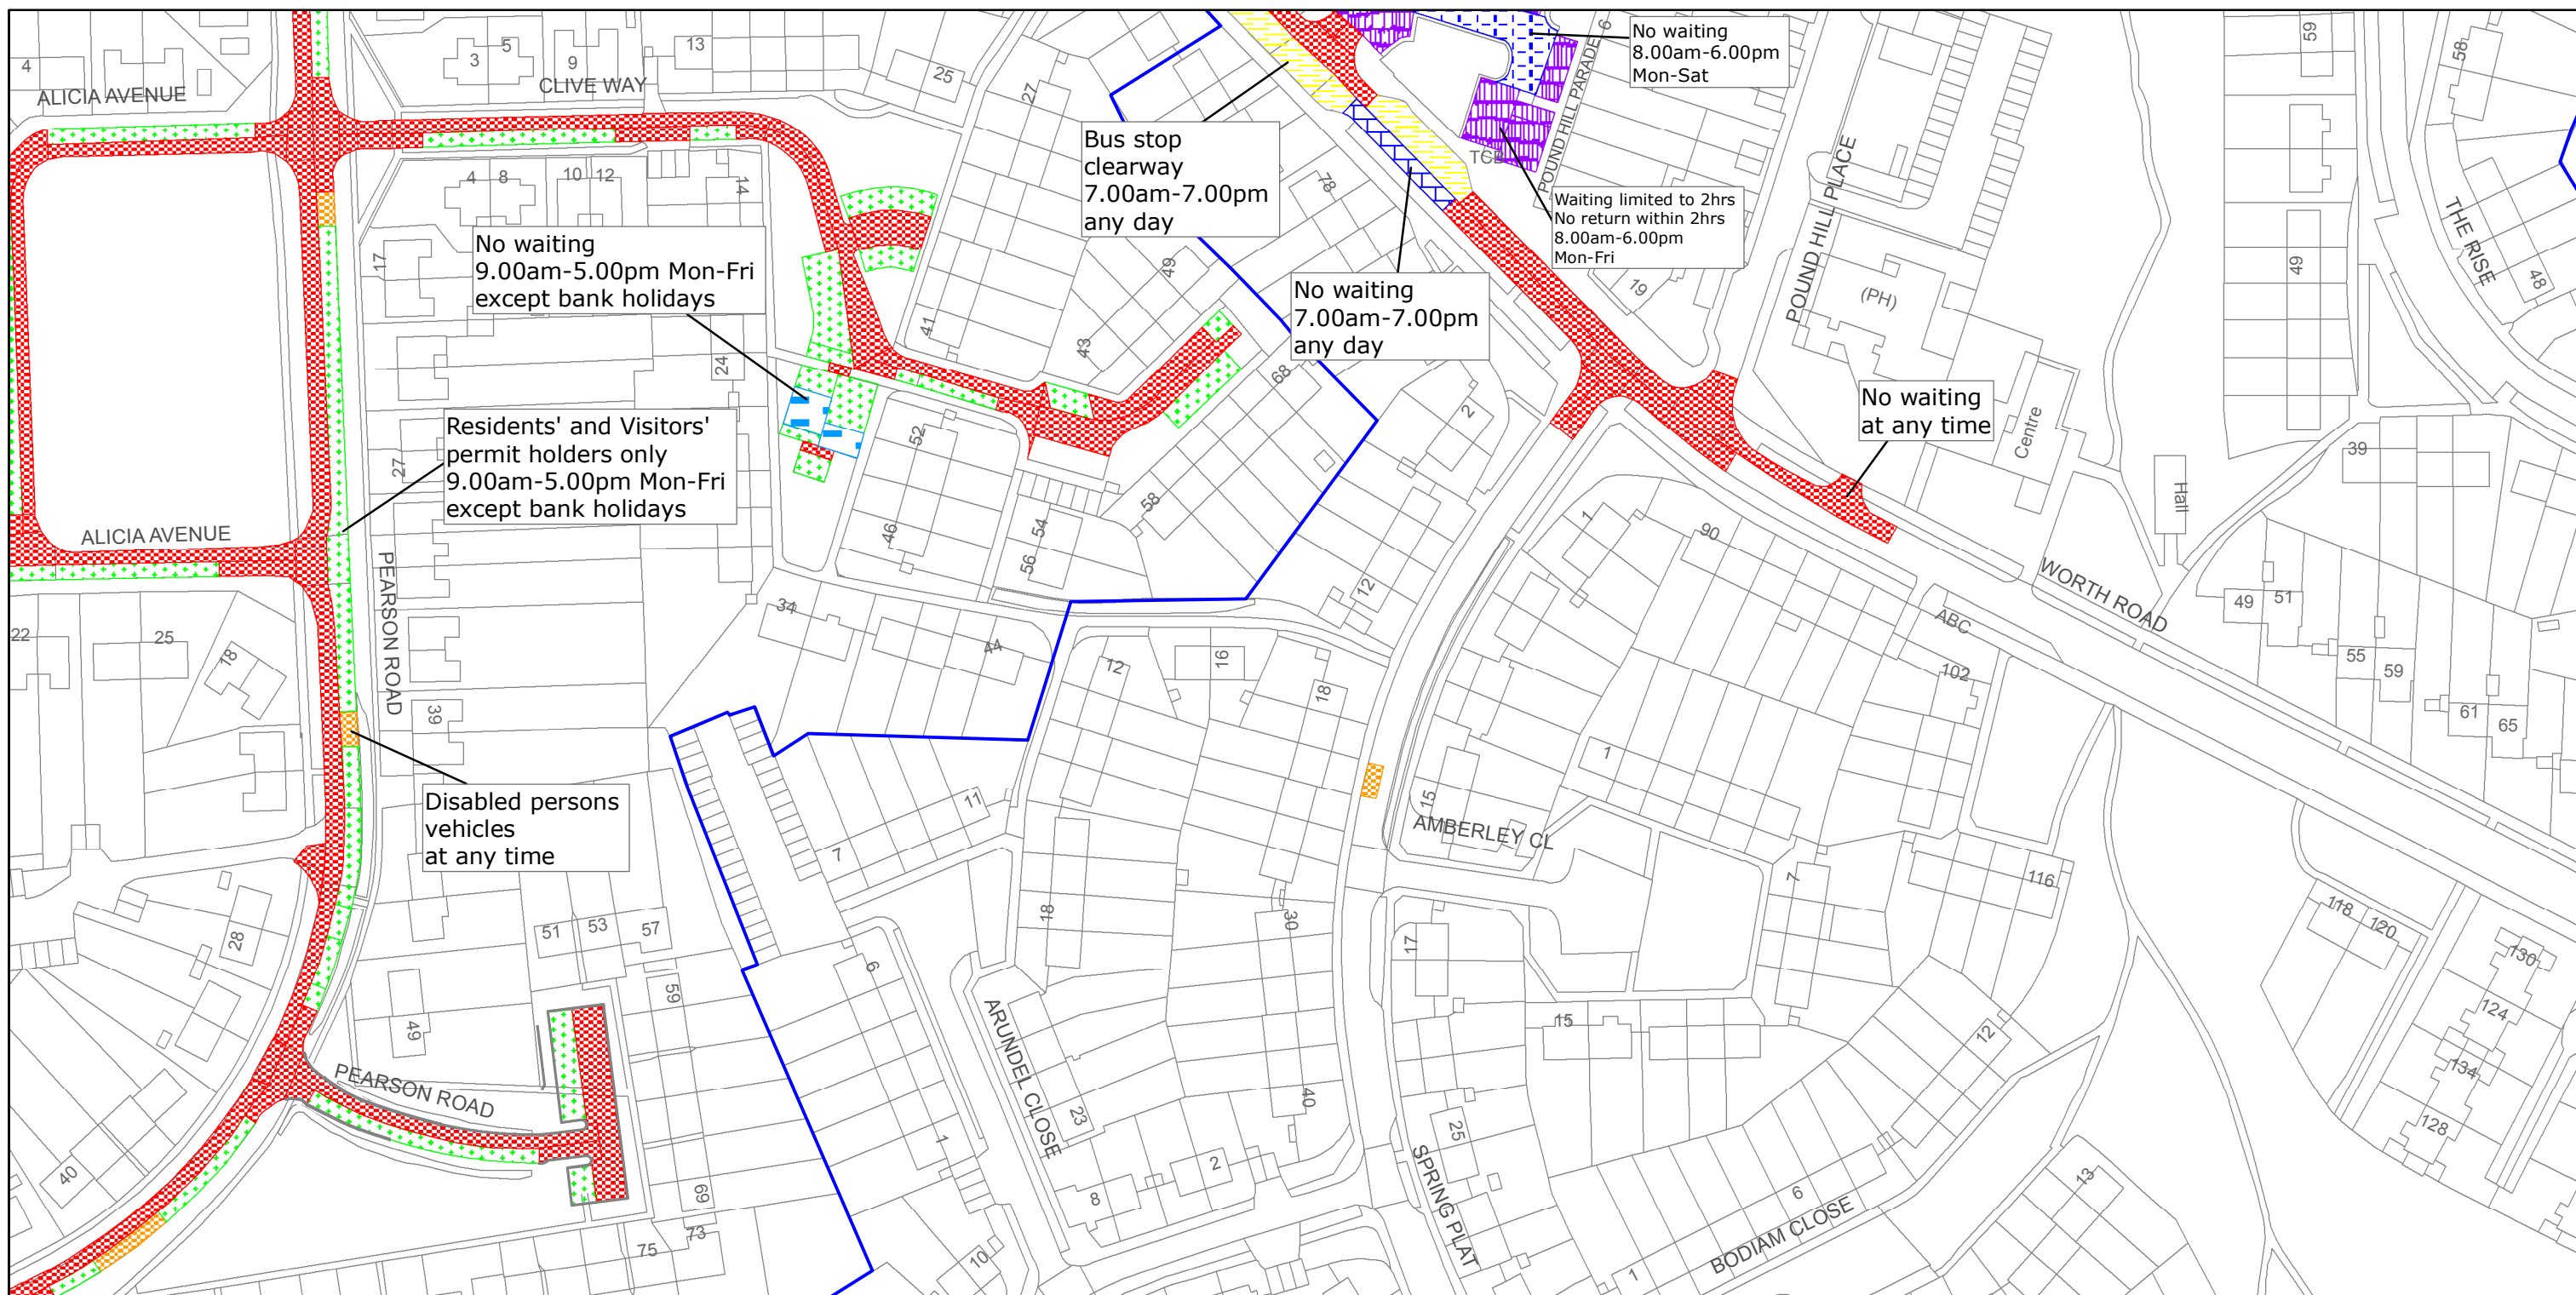 4
ALICIA AVENUE
3
5
9
13
CLIVE WAY
25
27
4
8
10
12
14
17
No waiting
9.00am-5.00pm Mon-Fri
except bank holidays
Bus stop
clearway
7.00am-7.00pm
any day
78
49
41
43
No waiting
7.00am-7.00pm
any day
No waiting
8.00am-6.00pm
Mon-Sat
POUND HILL PARADE
6
TCB
Waiting limited to 2hrs
No return within 2hrs
8.00am-6.00pm
Mon-Fri
19
POUND HILL PLACE
(PH)
59
58
THE RISE
49
48
Centre
No waiting
at any time
39
Hall
24
27
Residents' and Visitors'
permit holders only
9.00am-5.00pm Mon-Fri
except bank holidays
ALICIA AVENUE
PEARSON ROAD
52
46
54
56
58
68
2
12
1
90
WORTH ROAD
ABC
102
49
51
55
59
61
65
22
25
18
39
34
44
12
16
18
Disabled persons
vehicles
at any time
11
7
15
AMBERLEY CL
1
7
116
118
120
130
124
134
128
28
51
53
57
59
49
6
18
30
17
15
12
PEARSON ROAD
ARUNDEL CLOSE
23
40
25
1
40
69
73
75
8
2
10
SPRING PLAT
1
6
BODIAM CLOSE
13